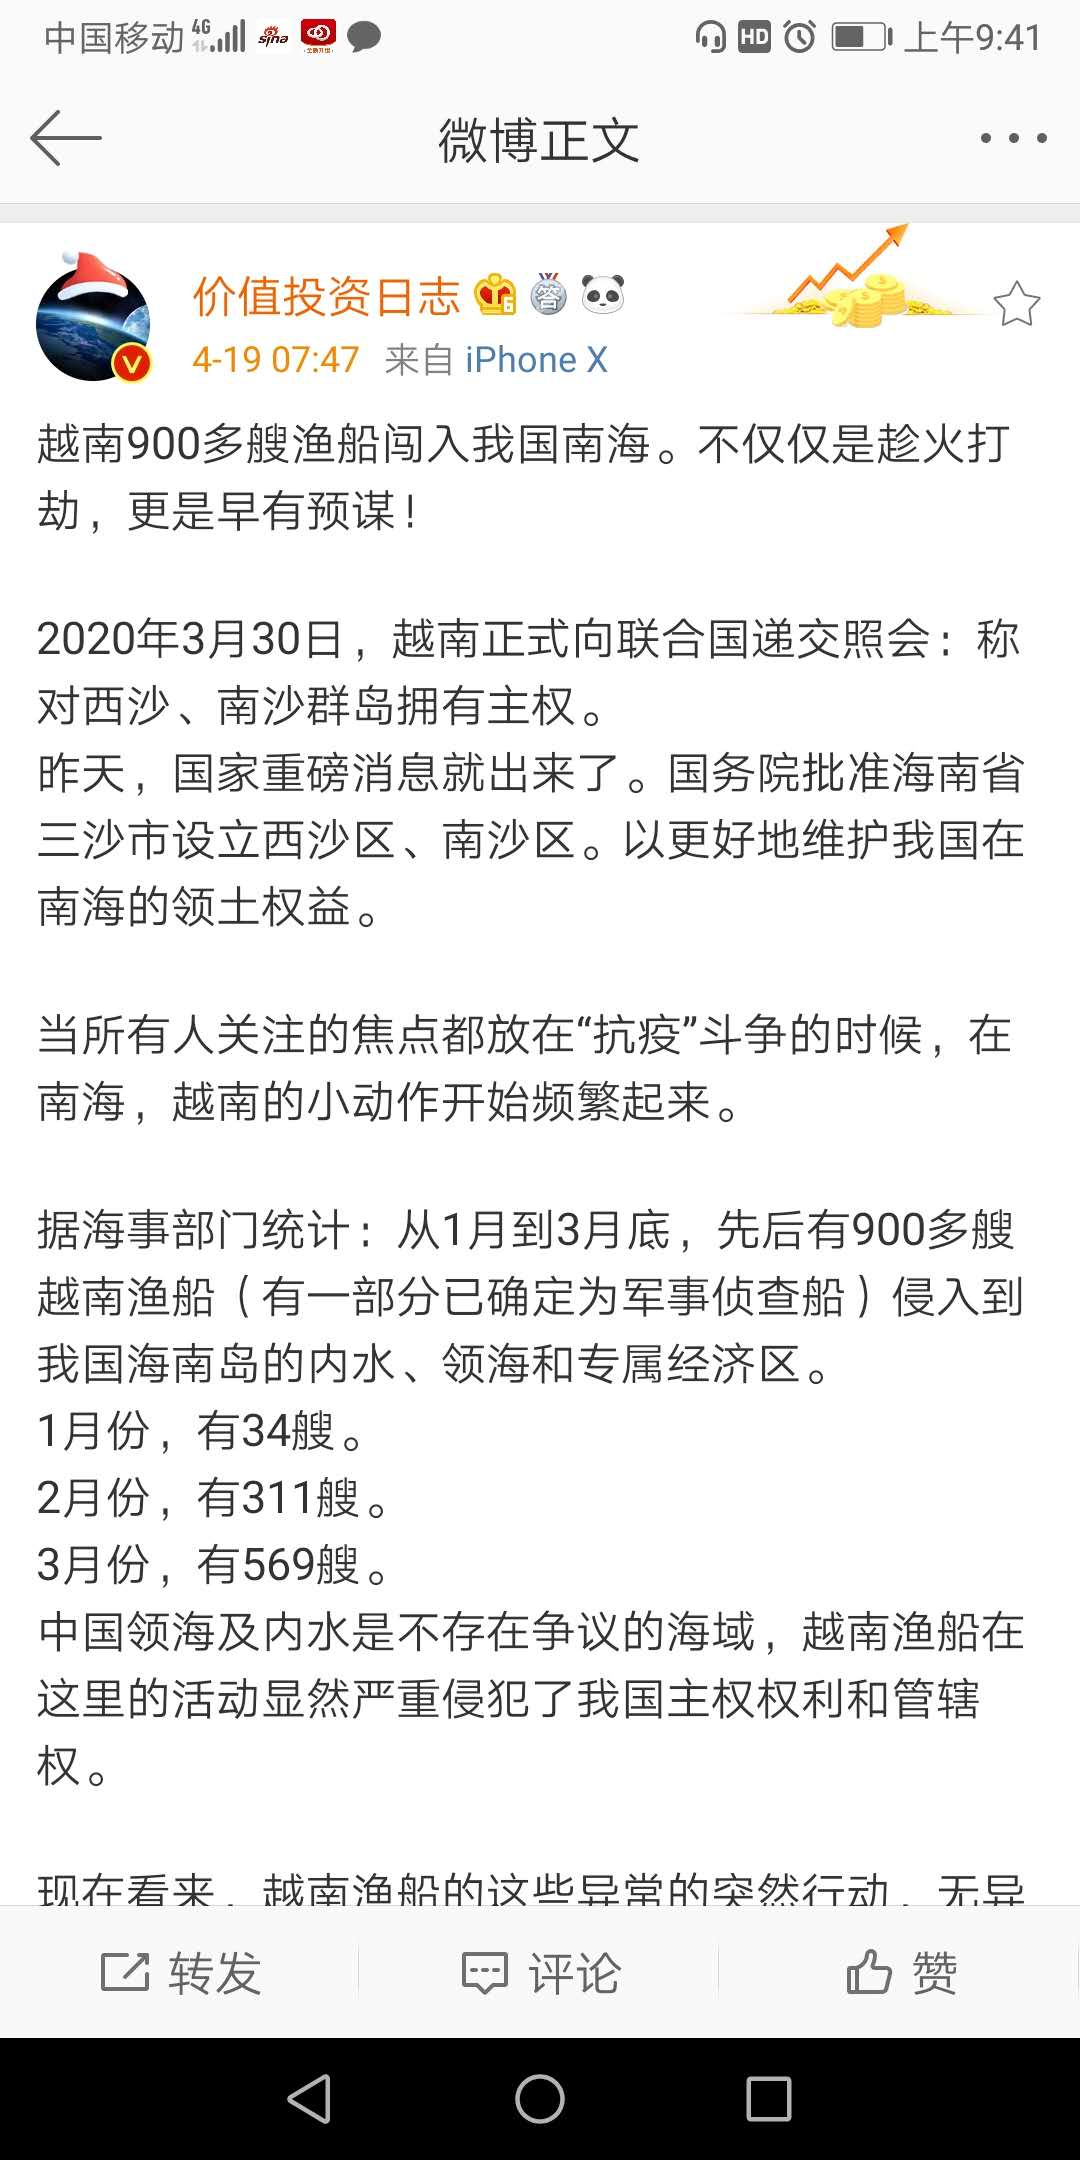 中国移动 4G HD 上午9:41
微博正文
价值投资日志
4-19 07:47 来自 iPhone X
越南900多艘渔船闯入我国南海。不仅仅是趁火打
劫，更是早有预谋！
2020年3月30日，越南正式向联合国递交照会：称
对西沙、南沙群岛拥有主权。
昨天，国家重磅消息就出来了。国务院批准海南省
三沙市设立西沙区、南沙区。以更好地维护我国在
南海的领土权益。
当所有人关注的焦点都放在“抗疫”斗争的时候，在
南海，越南的小动作开始频繁起来。
据海事部门统计：从1月到3月底，先后有900多艘
越南渔船（有一部分已确定为军事侦查船）侵入到
我国海南岛的内水、领海和专属经济区。
1月份，有34艘。
2月份，有311艘。
3月份，有569艘。
中国领海及内水是不存在争议的海域，越南渔船在
这里的活动显然严重侵犯了我国主权权利和管辖
权。
现在看来，越南渔船的这些异常的突然行动，无异
转发 评论 赞